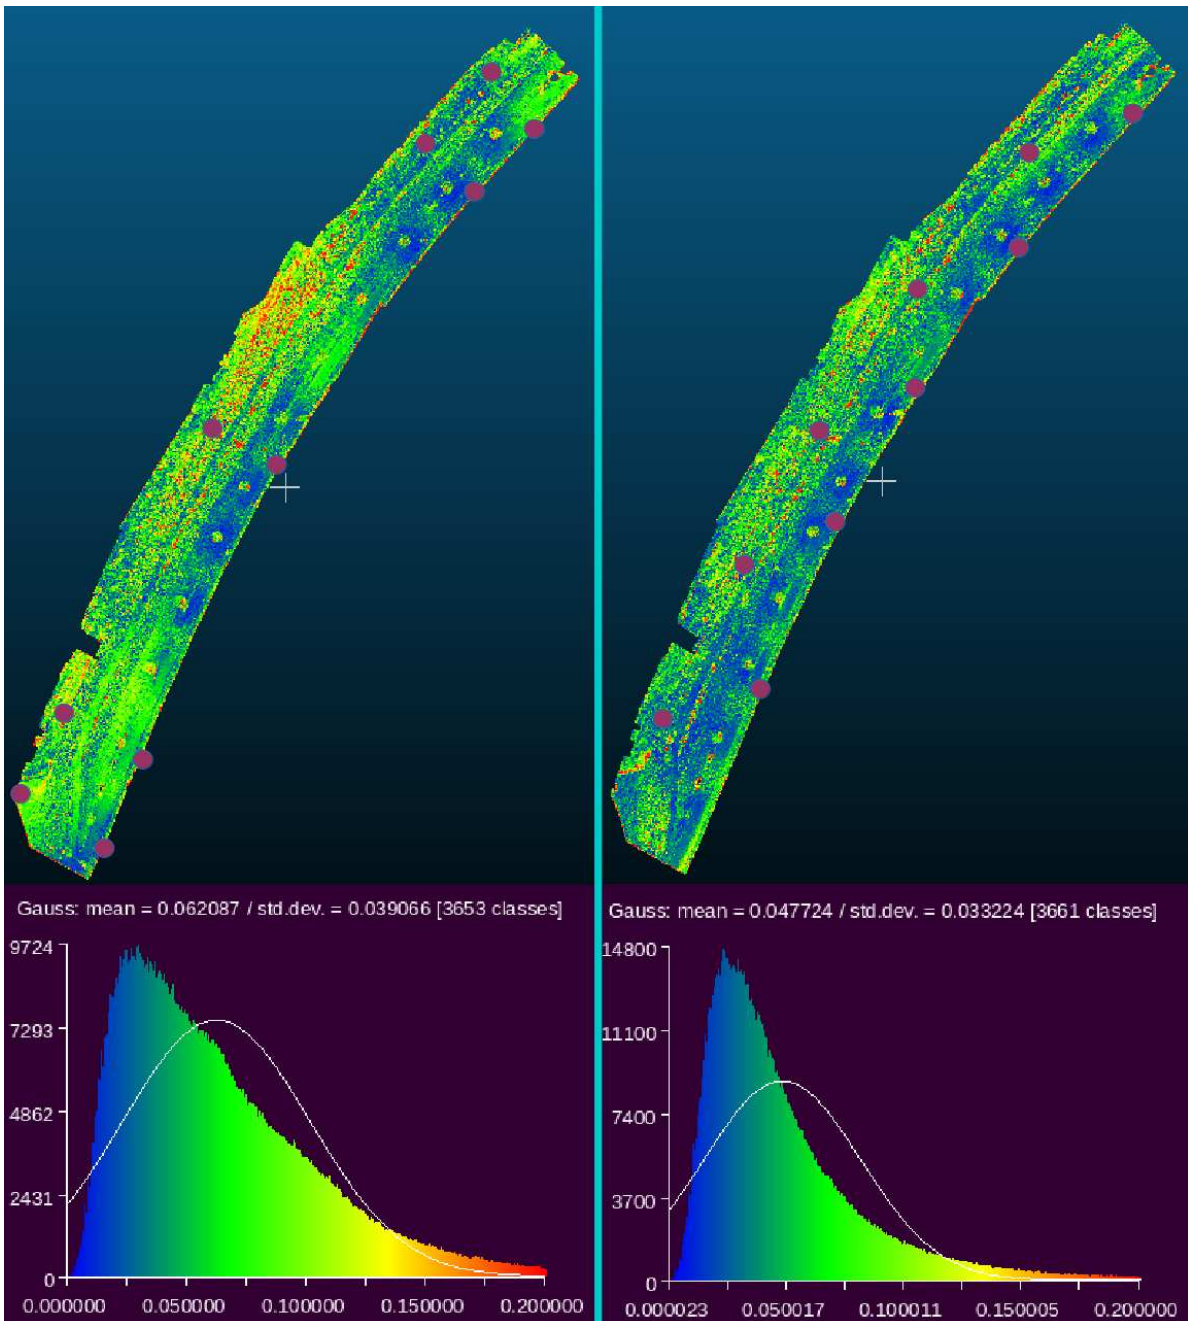 Gauss: mean = 0.062087 / std.dev. = 0.039066 [3653 classes]
9724
7293
4862
2431
0
0.000000 0.050000 0.100000 0.150000 0.200000
Gauss: mean = 0.047724 / std.dev. = 0.033224 [3661 classes]
14800
11100
7400
3700
0
0.000023 0.050017 0.100011 0.150005 0.200000